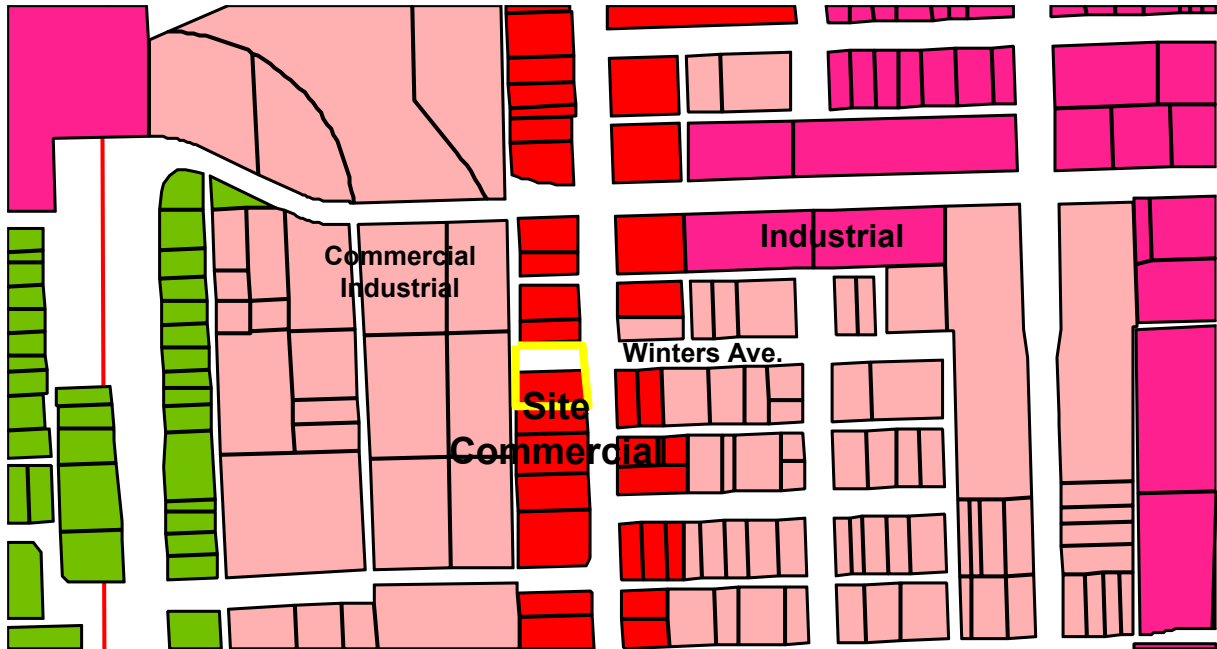 Industrial
Commercial
Industrial
Winters Ave.
Site
Commercial